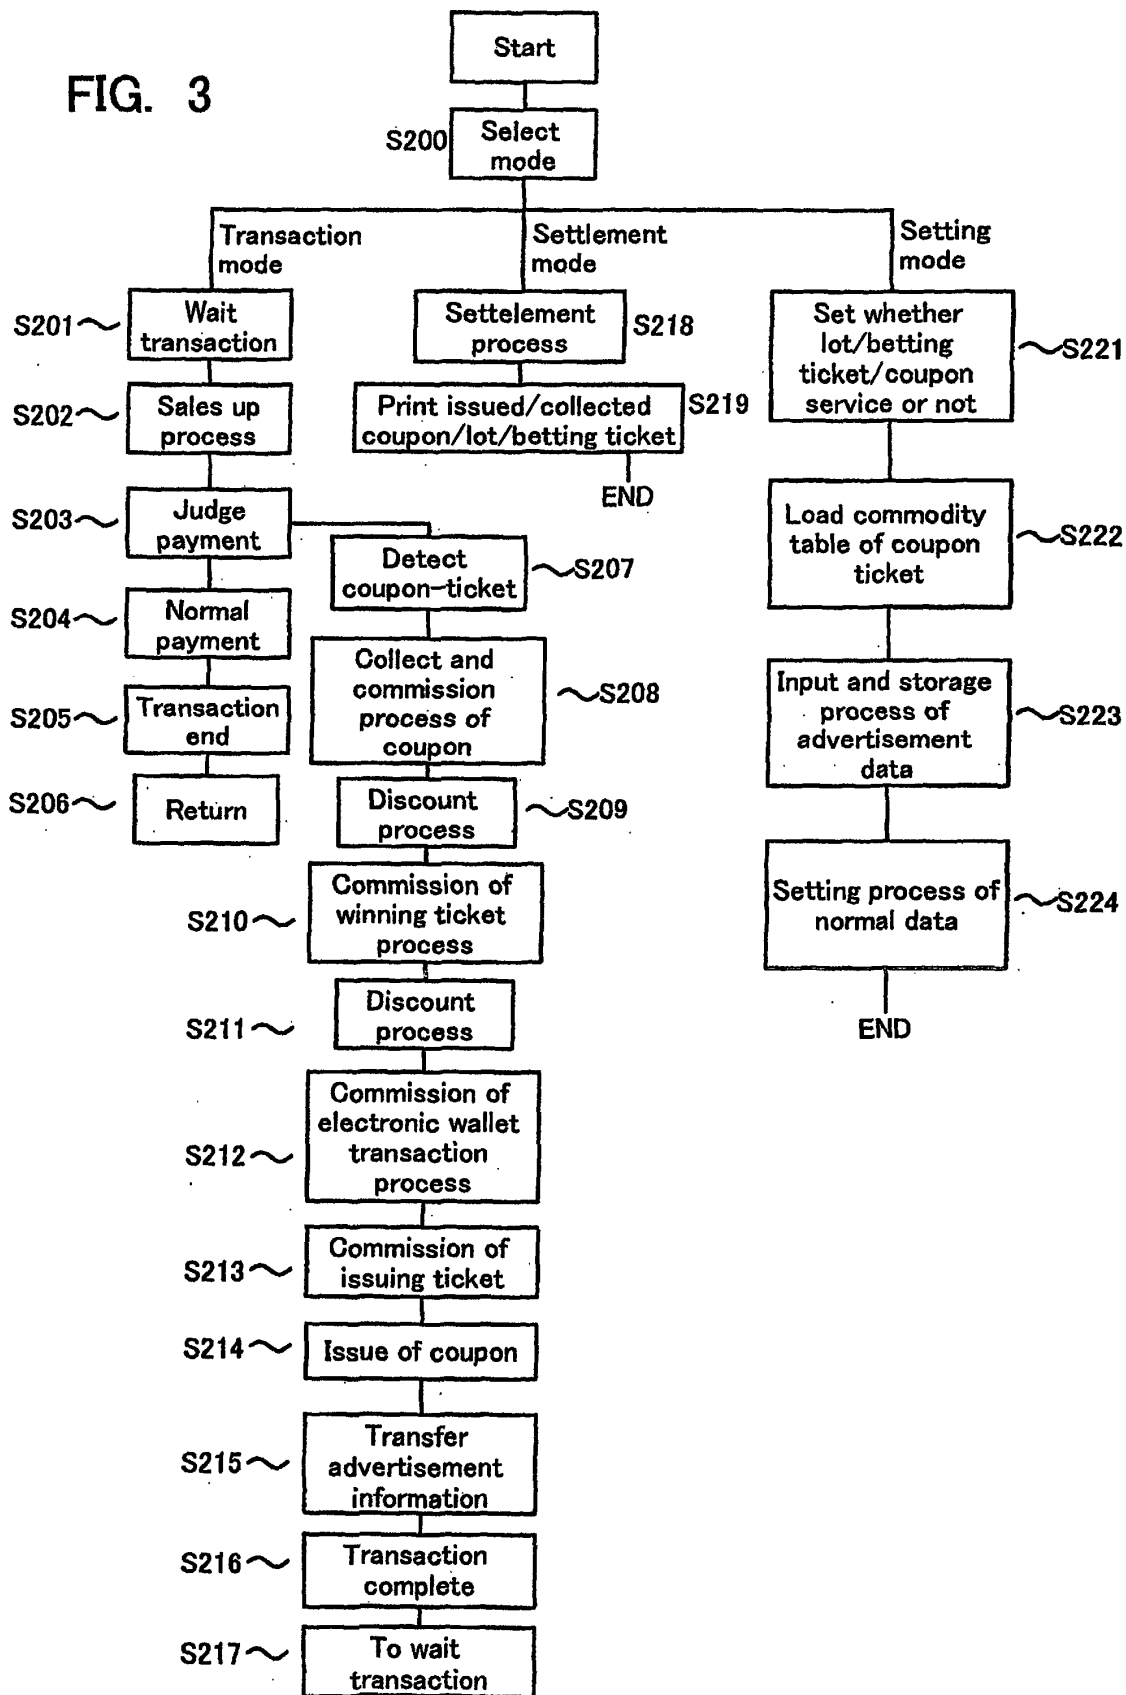 FIG. 3
Start
S200
Select
mode
Transaction
mode
Settlement
mode
Setting
mode
S201
Wait
transaction
S202
Sales up
process
S203
Judge
payment
S204
Normal
payment
S205
Transaction
end
S206
Return
Detect
coupon-ticket
S207
Collect and
commission
process of
coupon
S208
Discount
process
S209
S210
Commission of
winning ticket
process
S211
Discount
process
S212
Commission of
electronic wallet
transaction
process
S213
Commission of
issuing ticket
S214
Issue of coupon
S215
Transfer
advertisement
information
S216
Transaction
complete
S217
To wait
transaction
Settelement
process
S218
Print issued/collected
coupon/lot/betting ticket
S219
END
Set whether
lot/betting
ticket/coupon
service or not
S221
Load commodity
table of coupon
ticket
S222
Input and storage
process of
advertisement
data
S223
Setting process of
normal data
S224
END